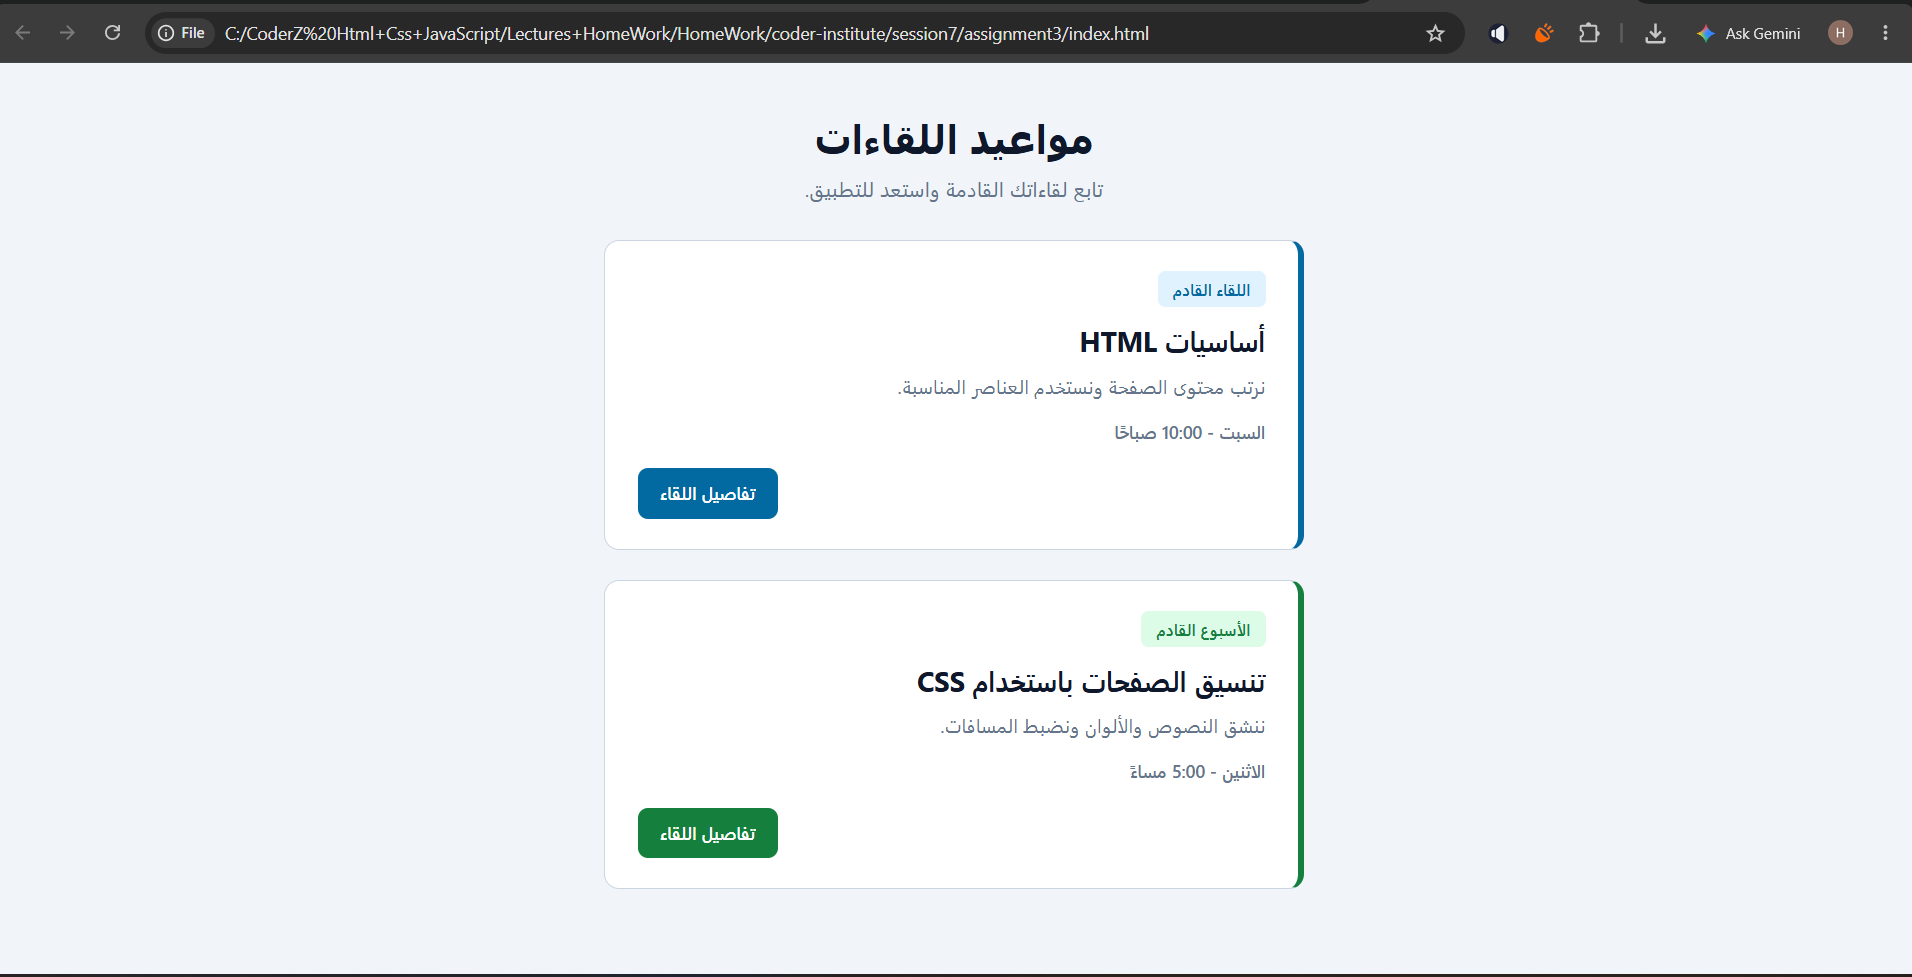 File
C:/CoderZ%20Html+Css+JavaScript/Lectures+HomeWork/HomeWork/coder-institute/session7/assignment3/index.html
Ask Gemini
H
مواعيد اللقاءات
تابع لقاءاتك القادمة واستعد للتطبيق.
اللقاء القادم
أساسيات HTML
نرتب محتوى الصفحة ونستخدم العناصر المناسبة.
السبت - 10:00 صباحًا
تفاصيل اللقاء
الأسبوع القادم
تنسيق الصفحات باستخدام CSS
ننشق النصوص والألوان ونضبط المسافات.
الاثنين - 5:00 مساءً
تفاصيل اللقاء